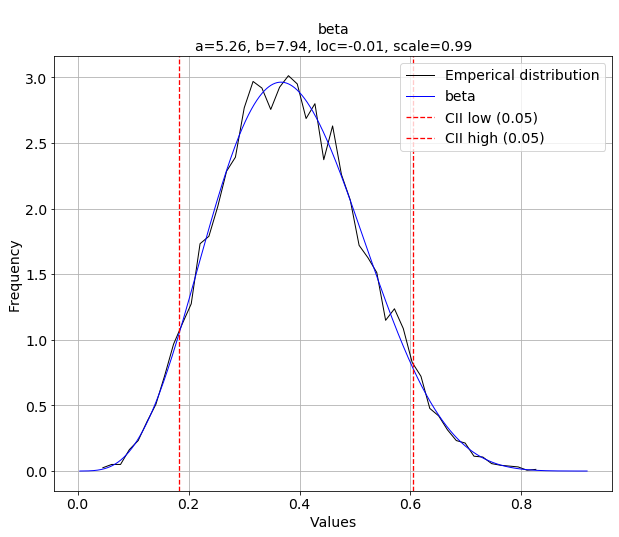 beta
a=5.26, b=7.94, loc=-0.01, scale=0.99
Emperical distribution
beta
CII low (0.05)
CII high (0.05)
3.0
2.5
2.0
1.5
1.0
0.5
0.0
Frequency
0.0 0.2 0.4 0.6 0.8
Values